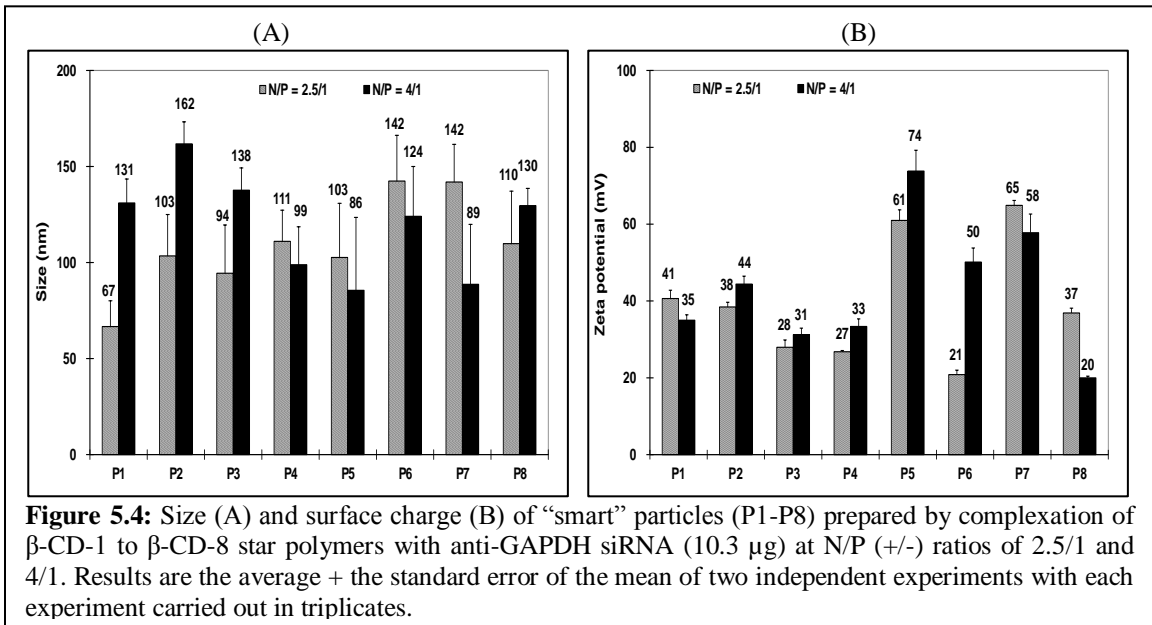 (A)
(B)
200
150
100
50
0
Size (nm)
N/P = 2.5/1 N/P = 4/1
67 131 103 162 94 138 111 99 103 86 142 124 142 89 110 130
P1 P2 P3 P4 P5 P6 P7 P8
100
80
60
40
20
0
Zeta potential (mV)
N/P = 2.5/1 N/P = 4/1
41 35 38 44 28 31 27 33 61 74 21 50 65 58 37 20
P1 P2 P3 P4 P5 P6 P7 P8
Figure 5.4: Size (A) and surface charge (B) of “smart” particles (P1-P8) prepared by complexation of
β-CD-1 to β-CD-8 star polymers with anti-GAPDH siRNA (10.3 µg) at N/P (+/-) ratios of 2.5/1 and
4/1. Results are the average + the standard error of the mean of two independent experiments with each
experiment carried out in triplicates.